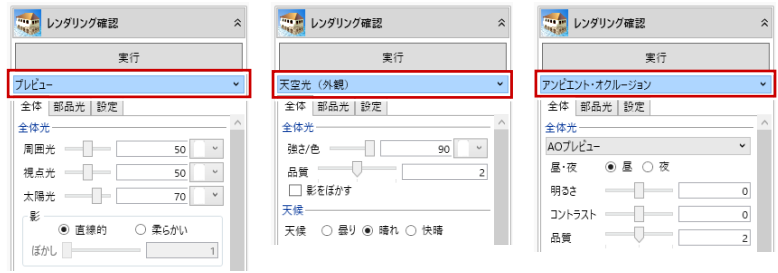 レンダリング確認
実行
プレビュー
全体 部品光 設定
全体光
周囲光 50
視点光 50
太陽光 70
影
直線的 柔らかい
ぼかし 1
レンダリング確認
実行
天空光（外観）
全体 部品光 設定
全体光
強さ/色 90
品質 2
影をぼかす
天候
天候 曇り 晴れ 快晴
レンダリング確認
実行
アンビエント・オクルージョン
全体 部品光 設定
全体光
AOプレビュー
昼・夜 昼 夜
明るさ 0
コントラスト 0
品質 2